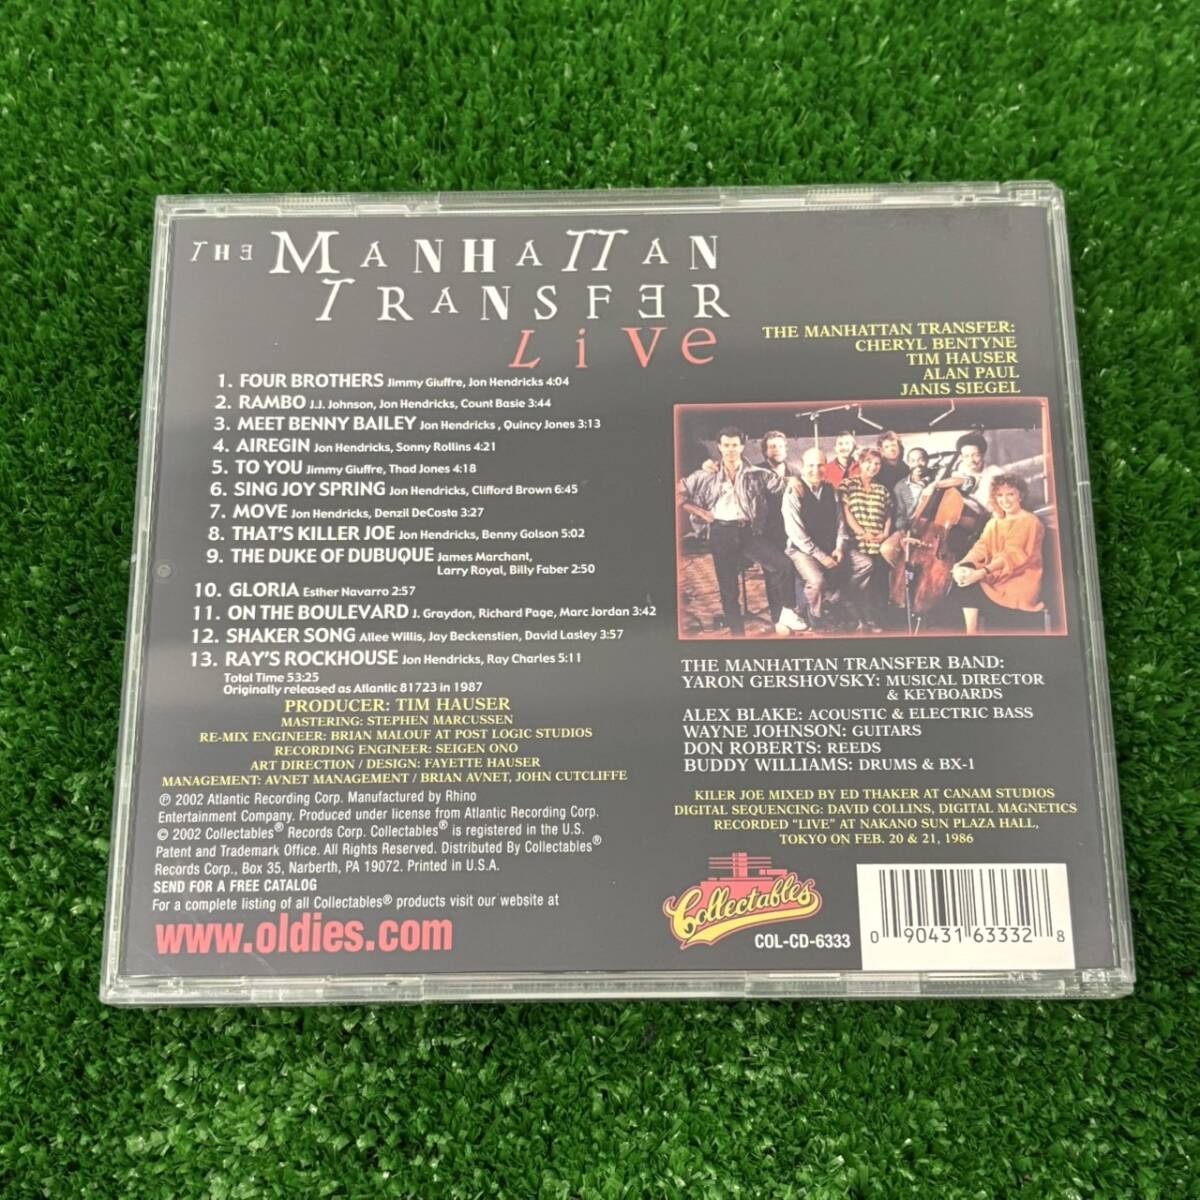 THE MANHATTAN
TRANSFER
LiVe
1. FOUR BROTHERS Jimmy Giuffre, Jon Hendricks 4:04
2. RAMBO J.J. Johnson, Jon Hendricks, Count Basie 3:44
3. MEET BENNY BAILEY Jon Hendricks , Quincy Jones 3:13
4. AIREGIN Jon Hendricks, Sonny Rollins 4:21
5. TO YOU Jimmy Giuffre, Thad Jones 4:18
6. SING JOY SPRING Jon Hendricks, Clifford Brown 6:45
7. MOVE Jon Hendricks, Denzil DeCosta 3:27
8. THAT'S KILLER JOE Jon Hendricks, Benny Golson 5:02
9. THE DUKE OF DUBUQUE James Marchant,
Larry Royal, Billy Faber 2:50
10. GLORIA Esther Navarro 2:57
11. ON THE BOULEVARD J. Graydon, Richard Page, Marc Jordan 3:42
12. SHAKER SONG Allee Willis, Jay Beckenstien, David Lasley 3:57
13. RAY'S ROCKHOUSE Jon Hendricks, Ray Charles 5:11
Total Time 53:25
Originally released as Atlantic 81723 in 1987
PRODUCER: TIM HAUSER
MASTERING: STEPHEN MARCUSSEN
RE-MIX ENGINEER: BRIAN MALOUF AT POST LOGIC STUDIOS
RECORDING ENGINEER: SEIGEN ONO
ART DIRECTION / DESIGN: FAYETTE HAUSER
MANAGEMENT: AVNET MANAGEMENT / BRIAN AVNET, JOHN CUTCLIFFE
℗ 2002 Atlantic Recording Corp. Manufactured by Rhino
Entertainment Company. Produced under license from Atlantic Recording Corp.
© 2002 Collectables® Records Corp. Collectables® is registered in the U.S.
Patent and Trademark Office. All Rights Reserved. Distributed By Collectables®
Records Corp., Box 35, Narberth, PA 19072. Printed in U.S.A.
SEND FOR A FREE CATALOG
For a complete listing of all Collectables® products visit our website at
www.oldies.com
THE MANHATTAN TRANSFER:
CHERYL BENTYNE
TIM HAUSER
ALAN PAUL
JANIS SIEGEL
THE MANHATTAN TRANSFER BAND:
YARON GERSHOVSKY: MUSICAL DIRECTOR
& KEYBOARDS
ALEX BLAKE: ACOUSTIC & ELECTRIC BASS
WAYNE JOHNSON: GUITARS
DON ROBERTS: REEDS
BUDDY WILLIAMS: DRUMS & BX-1
KILER JOE MIXED BY ED THAKER AT CANAM STUDIOS
DIGITAL SEQUENCING: DAVID COLLINS, DIGITAL MAGNETICS
RECORDED "LIVE" AT NAKANO SUN PLAZA HALL,
TOKYO ON FEB. 20 & 21, 1986
Collectables
COL-CD-6333
0 90431 63332 8